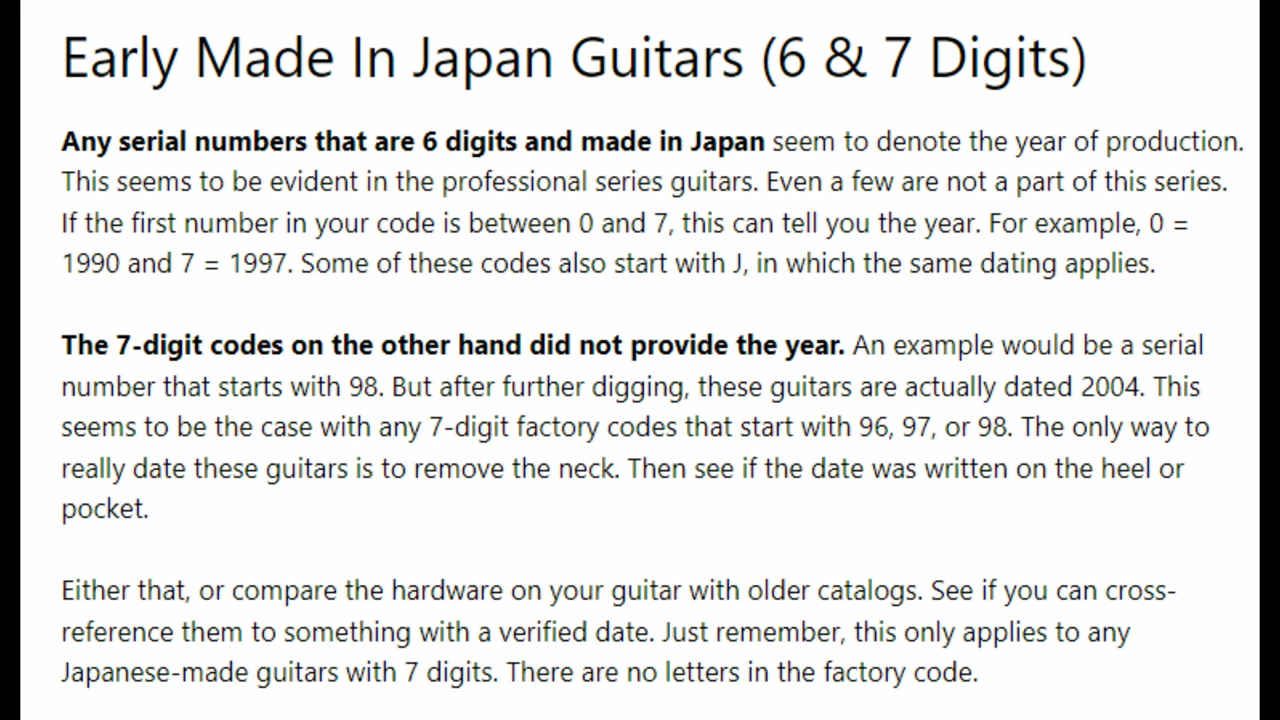 Early Made In Japan Guitars (6 & 7 Digits)
Any serial numbers that are 6 digits and made in Japan seem to denote the year of production.
This seems to be evident in the professional series guitars. Even a few are not a part of this series.
If the first number in your code is between 0 and 7, this can tell you the year. For example, 0 =
1990 and 7 = 1997. Some of these codes also start with J, in which the same dating applies.
The 7-digit codes on the other hand did not provide the year. An example would be a serial
number that starts with 98. But after further digging, these guitars are actually dated 2004. This
seems to be the case with any 7-digit factory codes that start with 96, 97, or 98. The only way to
really date these guitars is to remove the neck. Then see if the date was written on the heel or
pocket.
Either that, or compare the hardware on your guitar with older catalogs. See if you can cross-
reference them to something with a verified date. Just remember, this only applies to any
Japanese-made guitars with 7 digits. There are no letters in the factory code.